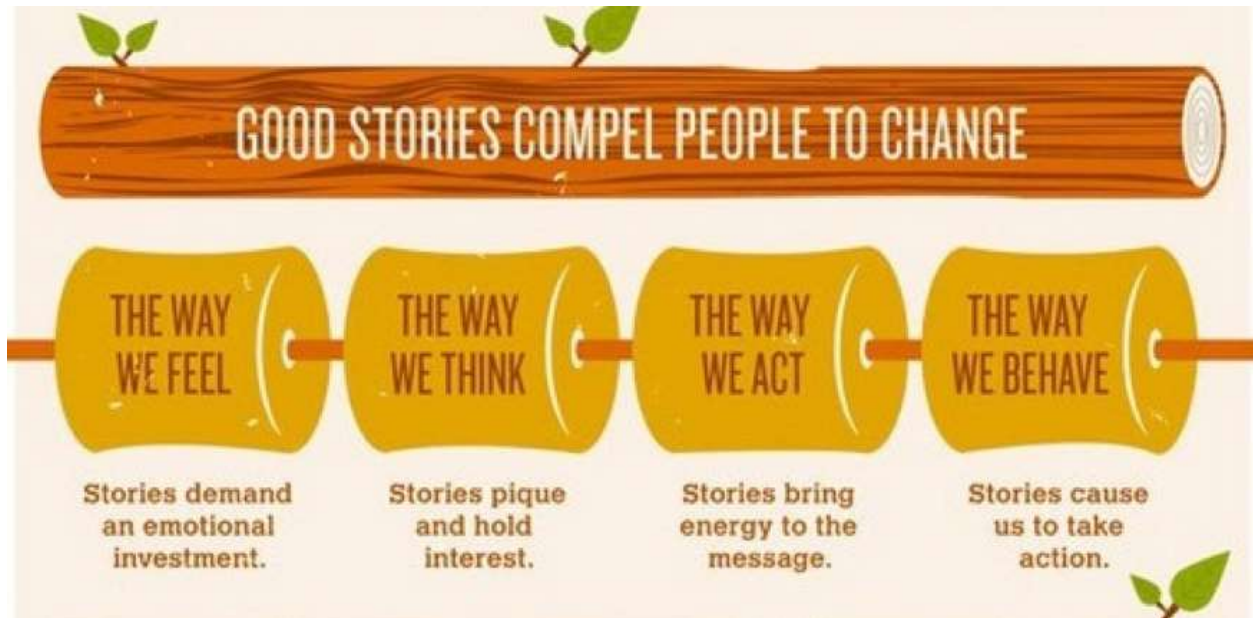 GOOD STORIES COMPEL PEOPLE TO CHANGE
THE WAY
WE FEEL
THE WAY
WE THINK
THE WAY
WE ACT
THE WAY
WE BEHAVE
Stories demand
an emotional
investment.
Stories pique
and hold
interest.
Stories bring
energy to the
message.
Stories cause
us to take
action.